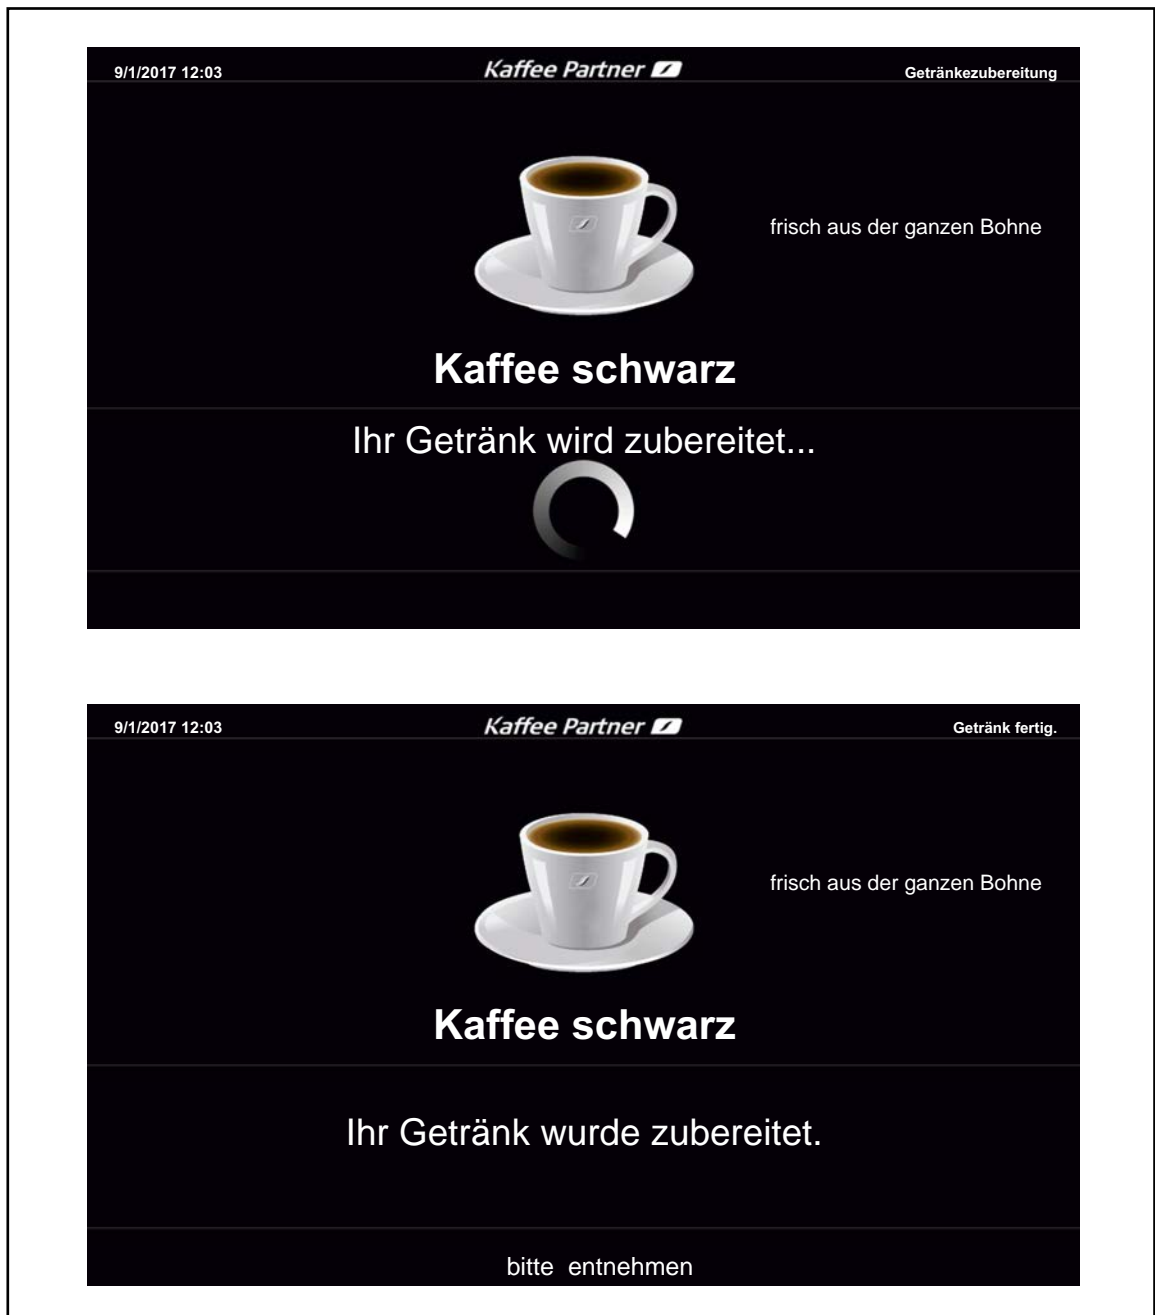 9/1/2017 12:03 Kaffee Partner Getränkezubereitung
frisch aus der ganzen Bohne
Kaffee schwarz
Ihr Getränk wird zubereitet...
9/1/2017 12:03 Kaffee Partner Getränk fertig.
frisch aus der ganzen Bohne
Kaffee schwarz
Ihr Getränk wurde zubereitet.
bitte entnehmen